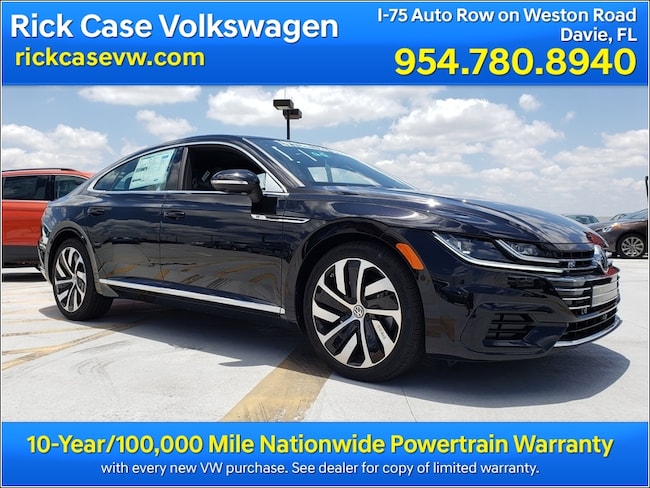 Rick Case Volkswagen
rickcasevw.com
I-75 Auto Row on Weston Road
Davie, FL
954.780.8940
10-Year/100,000 Mile Nationwide Powertrain Warranty
with every new VW purchase. See dealer for copy of limited warranty.